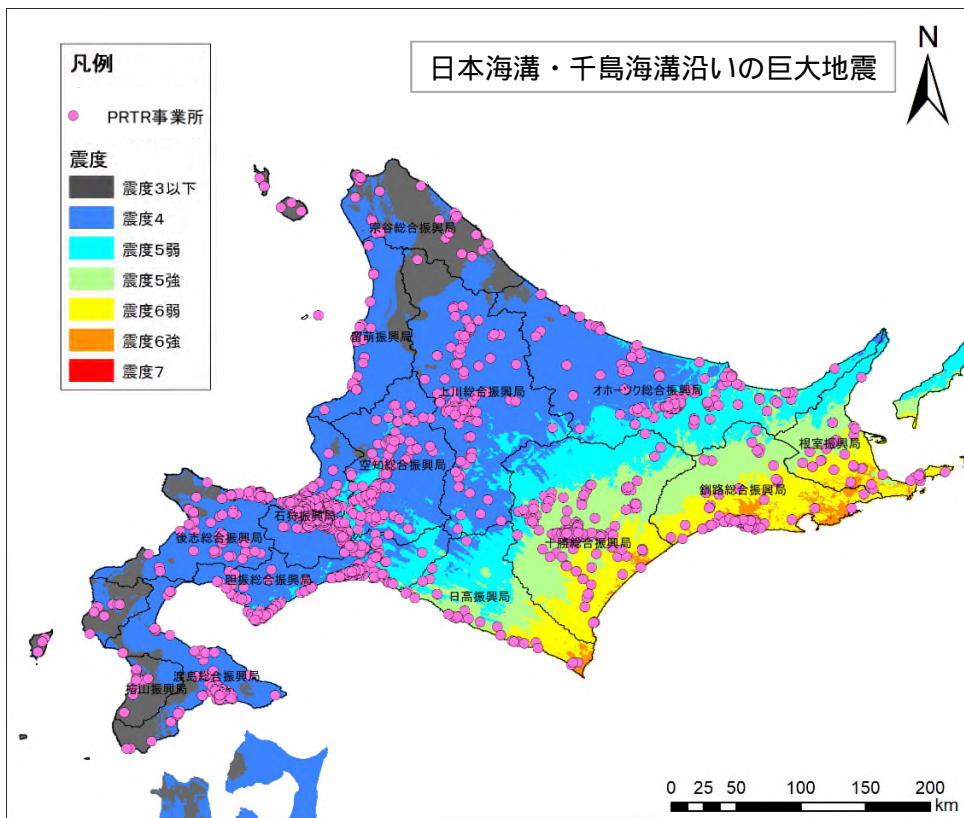 日本海溝・千島海溝沿いの巨大地震
N
凡例
PRTR事業所
震度
震度3以下
震度4
震度5弱
震度5強
震度6弱
震度6強
震度7
宗谷総合振興局
留萌振興局
上川総合振興局
オホーツク総合振興局
根室振興局
空知総合振興局
釧路総合振興局
石狩振興局
後志総合振興局
十勝総合振興局
胆振総合振興局
日高振興局
渡島総合振興局
檜山振興局
0 25 50 100 150 200
km